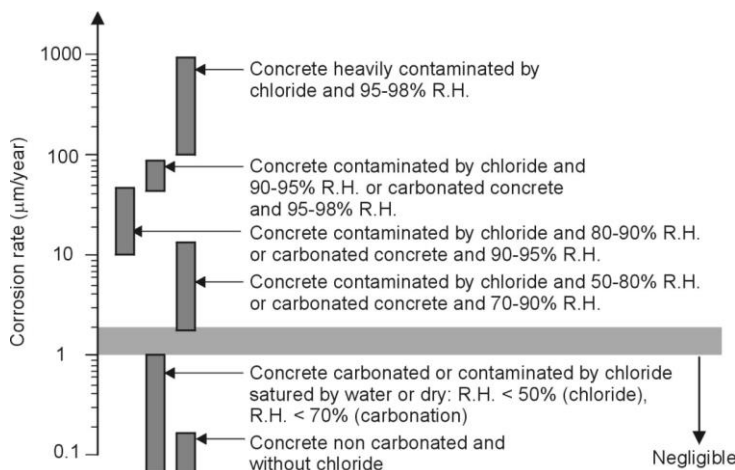 Corrosion rate (μm/year)
1000
100
10
1
0.1
Concrete heavily contaminated by
chloride and 95-98% R.H.
Concrete contaminated by chloride and
90-95% R.H. or carbonated concrete
and 95-98% R.H.
Concrete contaminated by chloride and 80-90% R.H.
or carbonated concrete and 90-95% R.H.
Concrete contaminated by chloride and 50-80% R.H.
or carbonated concrete and 70-90% R.H.
Concrete carbonated or contaminated by chloride
satured by water or dry: R.H. < 50% (chloride),
R.H. < 70% (carbonation)
Concrete non carbonated and
without chloride
Negligible